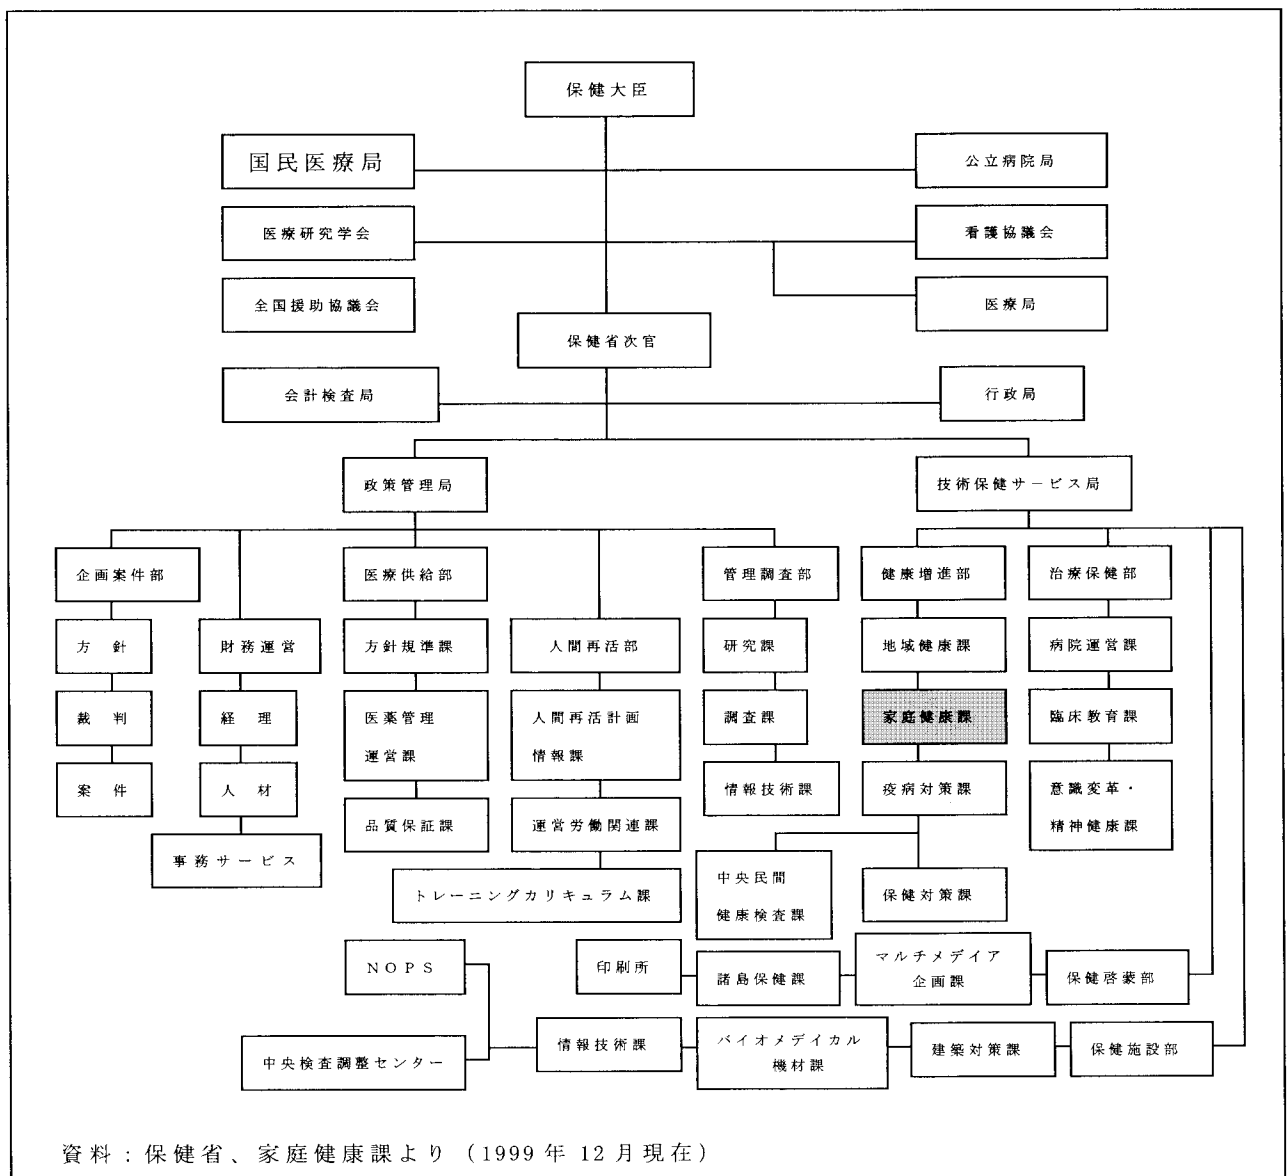 保健大臣
国民医療局
公立病院局
医療研究学会
看護協議会
全国援助協議会
医療局
保健省次官
会計検査局
行政局
政策管理局
技術保健サービス局
企画案件部
医療供給部
管理調査部
健康増進部
治療保健部
方針
財務運営
方針規準課
人間再活部
研究課
地域健康課
病院運営課
裁判
経理
医薬管理
運営課
人間再活計画
情報課
調査課
家庭健康課
臨床教育課
案件
人材
品質保証課
運営労働関連課
情報技術課
疫病対策課
意識変革・
精神健康課
事務サービス
トレーニングカリキュラム課
中央民間
健康検査課
保健対策課
NOPS
印刷所
諸島保健課
マルチメデイア
企画課
保健啓蒙部
中央検査調整センター
情報技術課
バイオメデイカル
機材課
建築対策課
保健施設部
資料：保健省、家庭健康課より（1999年12月現在）